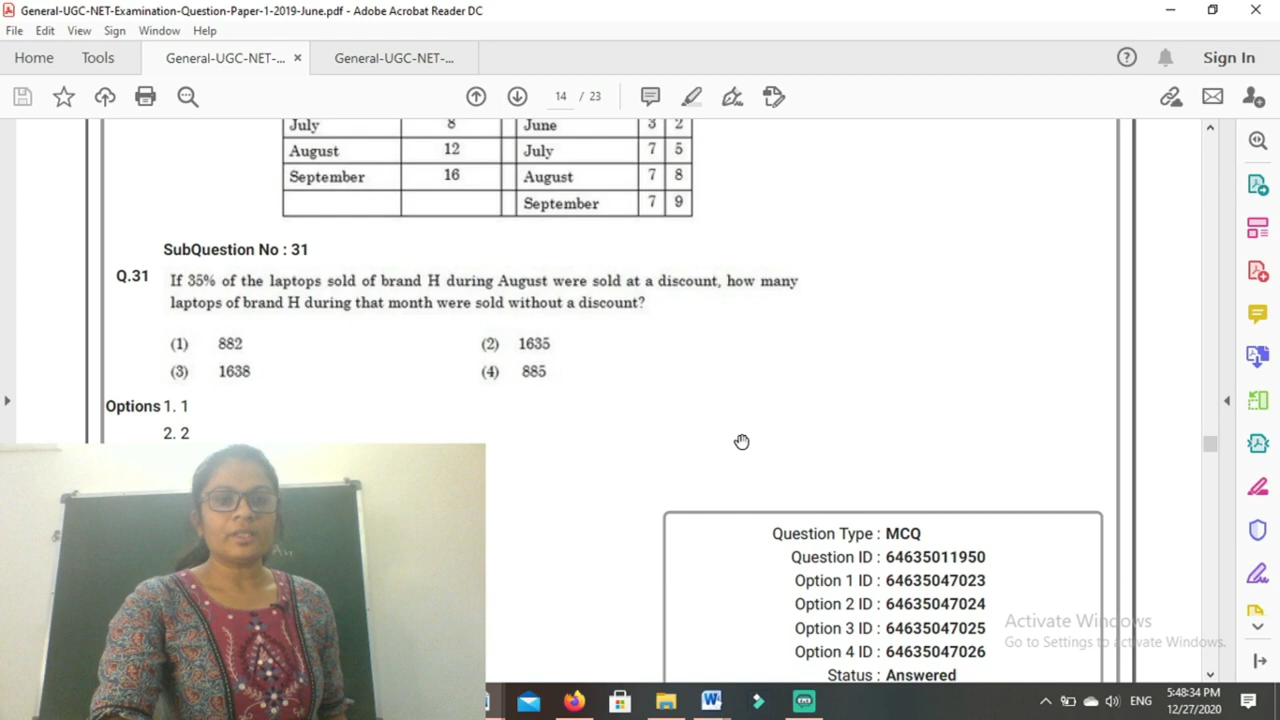 General-UGC-NET-Examination-Question-Paper-1-2019-June.pdf - Adobe Acrobat Reader DC
File Edit View Sign Window Help
Home Tools General-UGC-NET-... × General-UGC-NET-... Sign In
14 / 23
July 8 June 3 2
August 12 July 7 5
September 16 August 7 8
September 7 9
SubQuestion No : 31
Q.31 If 35% of the laptops sold of brand H during August were sold at a discount, how many
laptops of brand H during that month were sold without a discount?
(1) 882 (2) 1635
(3) 1638 (4) 885
Options 1. 1
2. 2
Question Type : MCQ
Question ID : 64635011950
Option 1 ID : 64635047023
Option 2 ID : 64635047024
Option 3 ID : 64635047025
Option 4 ID : 64635047026
Status : Answered
Activate Windows
Go to Settings to activate Windows.
ENG
5:48:34 PM
12/27/2020